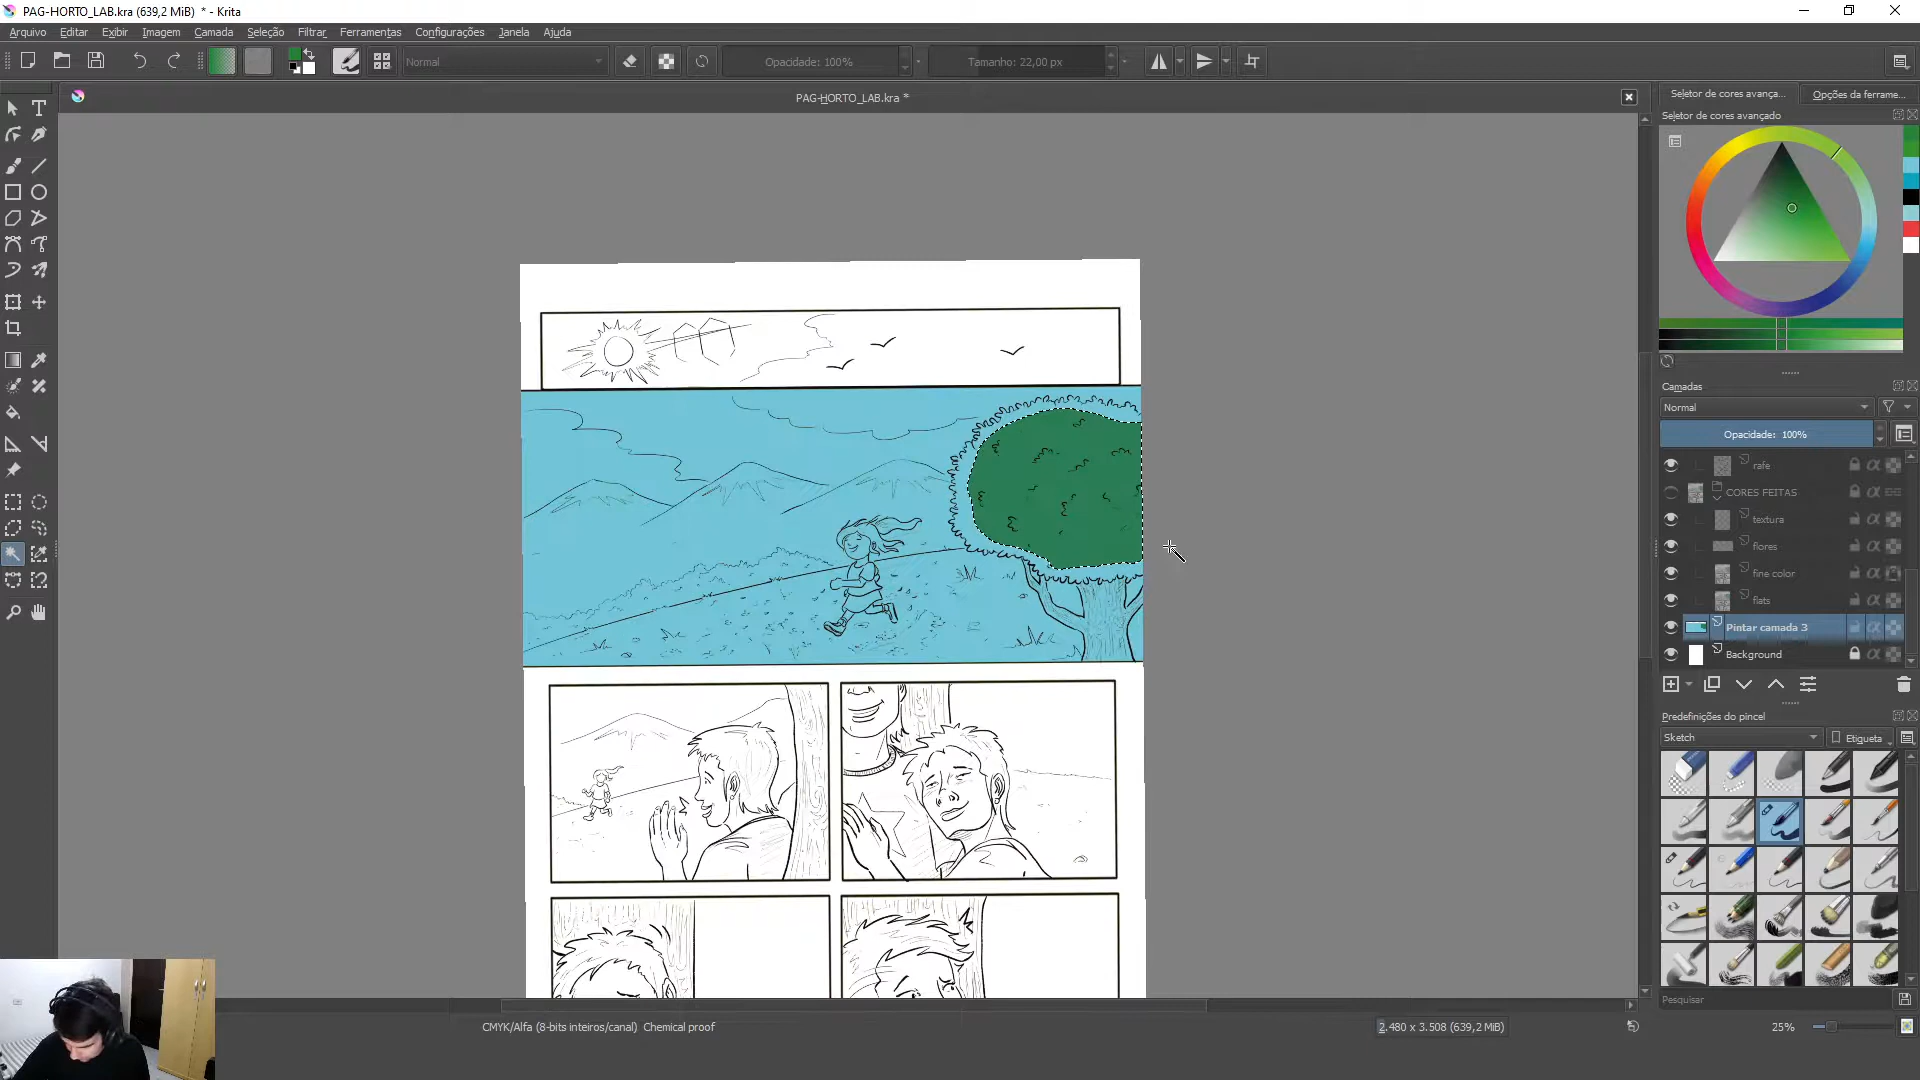 PAG-HORTO_LAB.kra (639,2 MiB) * - Krita
Arquivo Editar Exibir Imagem Camada Seleção Filtrar Ferramentas Configurações Janela Ajuda
Normal
Opacidade: 100%
Tamanho: 22,00 px
PAG-HORTO_LAB.kra *
Seletor de cores avança...
Opções da ferrame...
Seletor de cores avançado
Camadas
Normal
Opacidade: 100%
rafe
CORES FEITAS
textura
flores
fine color
flats
Pintar camada 3
Background
Predefinições do pincel
Sketch
Etiqueta
Pesquisar
CMYK/Alfa (8-bits inteiros/canal) Chemical proof
2.480 x 3.508 (639,2 MiB)
25%